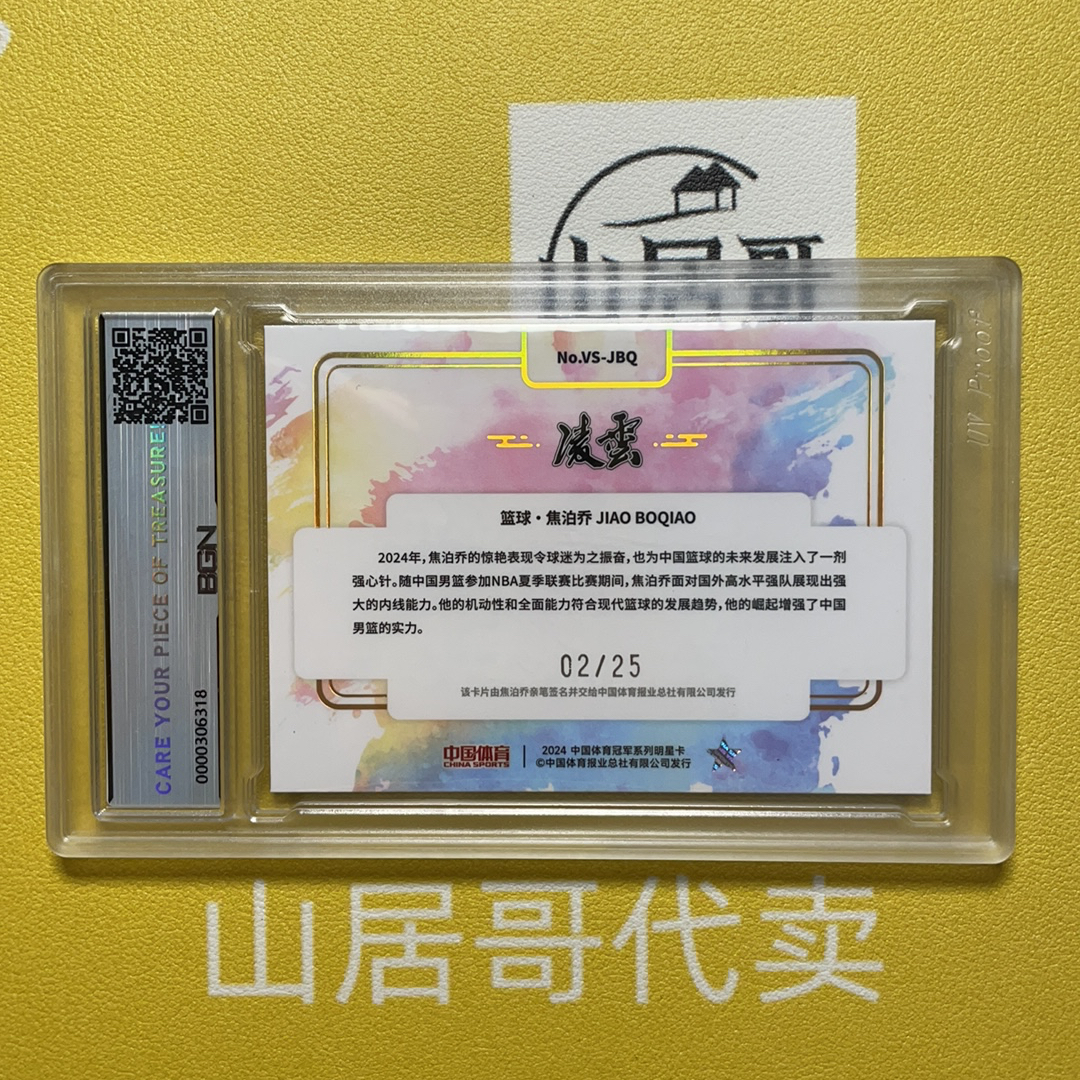 山居哥
UV Proof
CARE YOUR PIECE OF TREASURE!
BGN
0000306318
No.VS-JBQ
凌雲
篮球·焦泊乔 JIAO BOQIAO
2024年,焦泊乔的惊艳表现令球迷为之振奋,也为中国篮球的未来发展注入了一剂
强心针。随中国男篮参加NBA夏季联赛比赛期间,焦泊乔面对国外高水平强队展现出强
大的内线能力。他的机动性和全面能力符合现代篮球的发展趋势,他的崛起增强了中国
男篮的实力。
02/25
该卡片由焦泊乔亲笔签名并交给中国体育报业总社有限公司发行
中国体育
CHINA SPORTS
2024 中国体育冠军系列明星卡
©中国体育报业总社有限公司发行
山居哥代卖